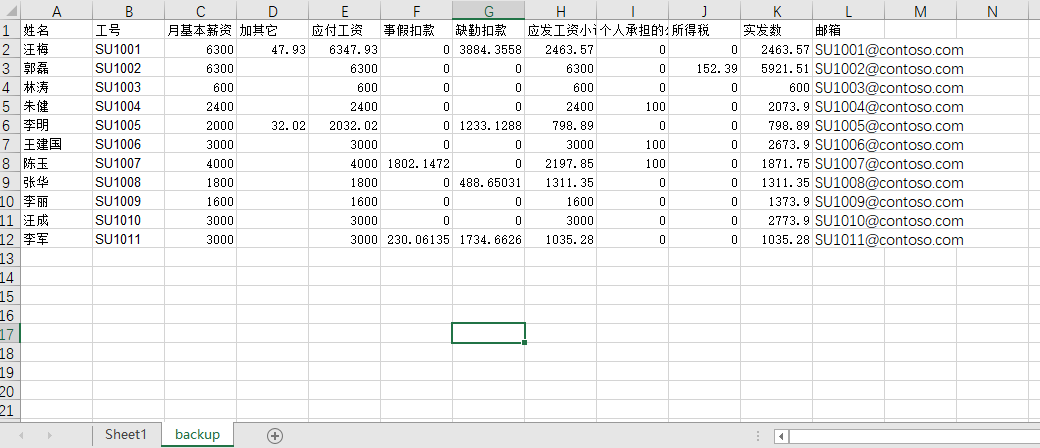 A B C D E F G H I J K L M N
1 姓名 工号 月基本薪资 加其它 应付工资 事假扣款 缺勤扣款 应发工资小 个人承担的 所得税 实发数 邮箱
2 汪梅 SU1001 6300 47.93 6347.93 0 3884.3558 2463.57 0 0 2463.57 SU1001@contoso.com
3 郭磊 SU1002 6300 6300 0 0 6300 0 152.39 5921.51 SU1002@contoso.com
4 林涛 SU1003 600 600 0 0 600 0 0 600 SU1003@contoso.com
5 朱健 SU1004 2400 2400 0 0 2400 100 0 2073.9 SU1004@contoso.com
6 李明 SU1005 2000 32.02 2032.02 0 1233.1288 798.89 0 0 798.89 SU1005@contoso.com
7 王建国 SU1006 3000 3000 0 0 3000 100 0 2673.9 SU1006@contoso.com
8 陈玉 SU1007 4000 4000 1802.1472 0 2197.85 100 0 1871.75 SU1007@contoso.com
9 张华 SU1008 1800 1800 0 488.65031 1311.35 0 0 1311.35 SU1008@contoso.com
10 李丽 SU1009 1600 1600 0 0 1600 0 0 1373.9 SU1009@contoso.com
11 汪成 SU1010 3000 3000 0 0 3000 0 0 2773.9 SU1010@contoso.com
12 李军 SU1011 3000 3000 230.06135 1734.6626 1035.28 0 0 1035.28 SU1011@contoso.com
13
14
15
16
17
18
19
20
21
Sheet1 backup